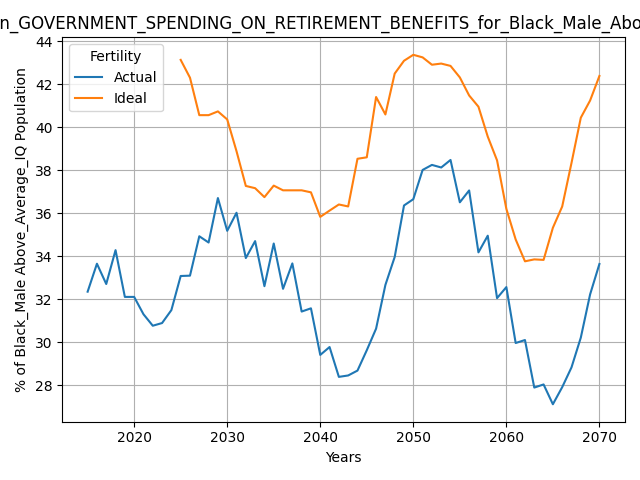 n_GOVERNMENT_SPENDING_ON_RETIREMENT_BENEFITS_for_Black_Male_Abo
Fertility
Actual
Ideal
% of Black_Male Above_Average_IQ Population
44
42
40
38
36
34
32
30
28
2020 2030 2040 2050 2060 2070
Years